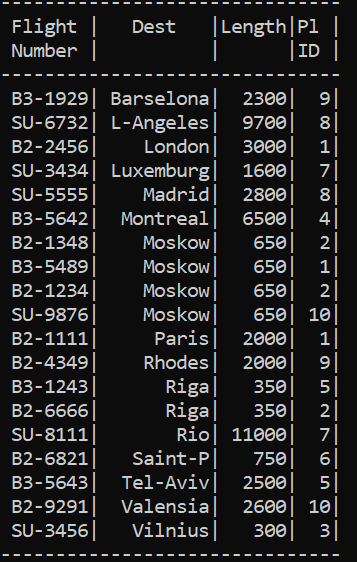 ---------------------------------
 Flight |   Dest   |Length|Pl |
 Number |          |      |ID |
---------------------------------
 B3-1929| Barselona|  2300|  9|
 SU-6732| L-Angeles|  9700|  8|
 B2-2456|    London|  3000|  1|
 SU-3434| Luxemburg|  1600|  7|
 SU-5555|    Madrid|  2800|  8|
 B3-5642|  Montreal|  6500|  4|
 B2-1348|    Moskow|   650|  2|
 B3-5489|    Moskow|   650|  1|
 B2-1234|    Moskow|   650|  2|
 SU-9876|    Moskow|   650| 10|
 B2-1111|     Paris|  2000|  1|
 B2-4349|    Rhodes|  2000|  9|
 B3-1243|      Riga|   350|  5|
 B2-6666|      Riga|   350|  2|
 SU-8111|       Rio| 11000|  7|
 B2-6821|   Saint-P|   750|  6|
 B3-5643|  Tel-Aviv|  2500|  5|
 B2-9291|  Valensia|  2600| 10|
 SU-3456|   Vilnius|   300|  3|
---------------------------------